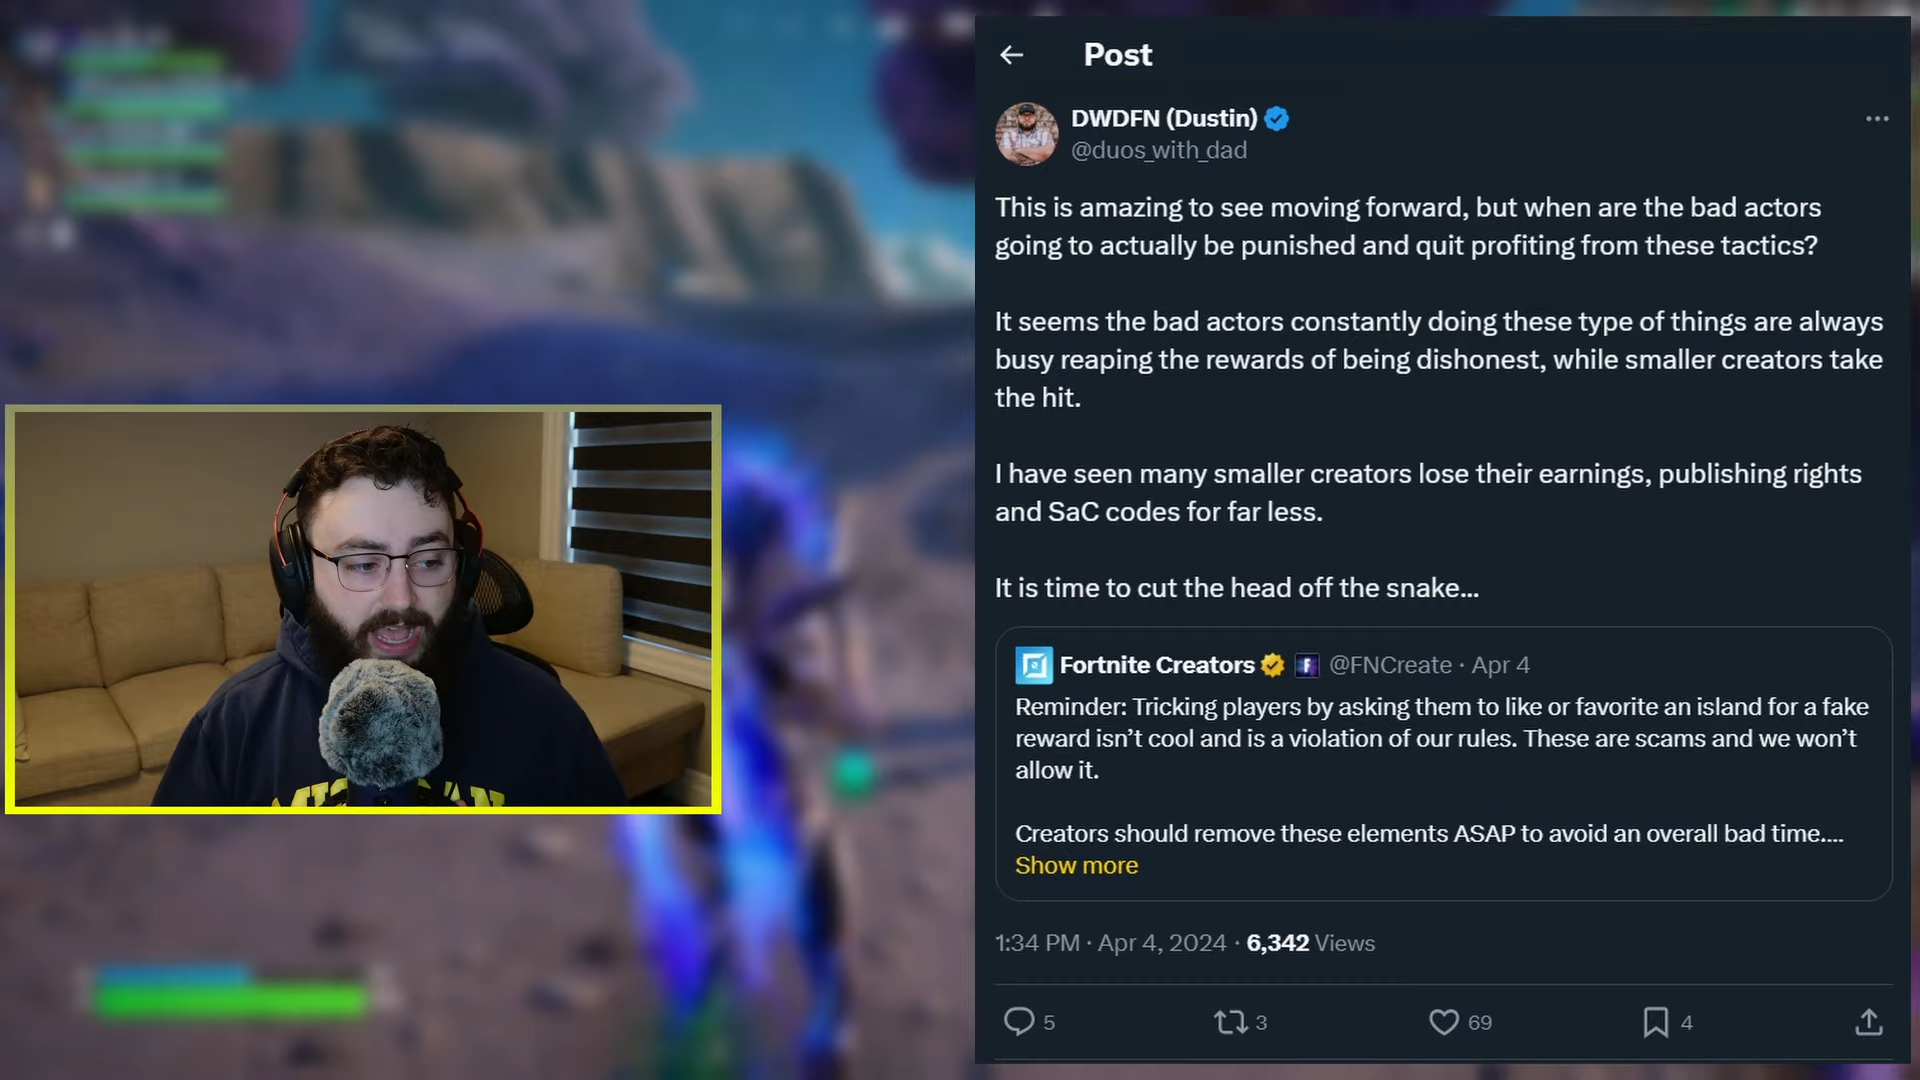 Post
DWDFN (Dustin)
@duos_with_dad
This is amazing to see moving forward, but when are the bad actors
going to actually be punished and quit profiting from these tactics?
It seems the bad actors constantly doing these type of things are always
busy reaping the rewards of being dishonest, while smaller creators take
the hit.
I have seen many smaller creators lose their earnings, publishing rights
and SaC codes for far less.
It is time to cut the head off the snake...
Fortnite Creators @FNCreate · Apr 4
Reminder: Tricking players by asking them to like or favorite an island for a fake
reward isn't cool and is a violation of our rules. These are scams and we won't
allow it.
Creators should remove these elements ASAP to avoid an overall bad time....
Show more
1:34 PM · Apr 4, 2024 · 6,342 Views
5 3 69 4